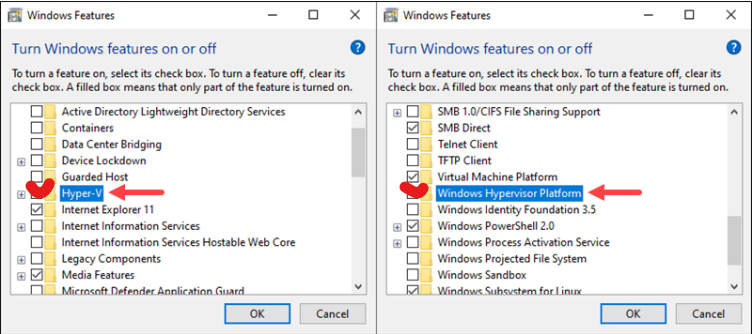 Windows Features
Turn Windows features on or off
To turn a feature on, select its check box. To turn a feature off, clear its
check box. A filled box means that only part of the feature is turned on.
Active Directory Lightweight Directory Services
Containers
Data Center Bridging
Device Lockdown
Guarded Host
Hyper-V
Internet Explorer 11
Internet Information Services
Internet Information Services Hostable Web Core
Legacy Components
Media Features
Microsoft Defender Application Guard
OK
Cancel
Windows Features
Turn Windows features on or off
To turn a feature on, select its check box. To turn a feature off, clear its
check box. A filled box means that only part of the feature is turned on.
SMB 1.0/CIFS File Sharing Support
SMB Direct
Telnet Client
TFTP Client
Virtual Machine Platform
Windows Hypervisor Platform
Windows Identity Foundation 3.5
Windows PowerShell 2.0
Windows Process Activation Service
Windows Projected File System
Windows Sandbox
Windows Subsystem for Linux
OK
Cancel